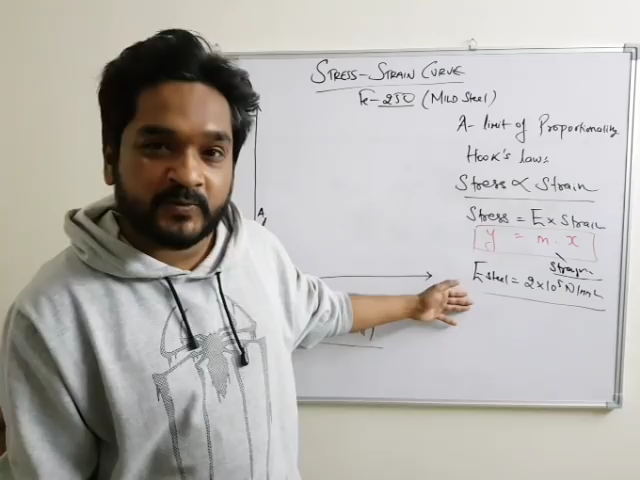 STRESS-STRAIN CURVE
Fe-250 (MILD Steel)
A- limit of Proportionality
Hook's laws
Stress ∝ Strain
Stress = E × Strain
y = m . x
Strain
E steel = 2×10⁵ N/mm²
A